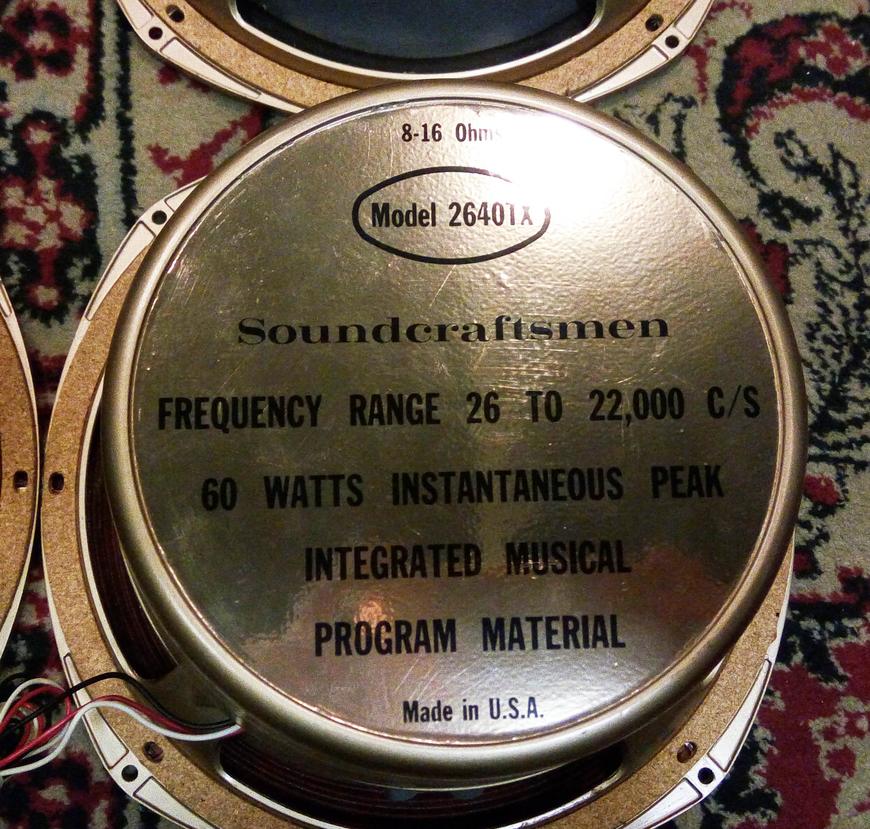 8-16 Ohms
Model 2640TX
Soundcraftsmen
FREQUENCY RANGE 26 TO 22,000 C/S
60 WATTS INSTANTANEOUS PEAK
INTEGRATED MUSICAL
PROGRAM MATERIAL
Made in U.S.A.